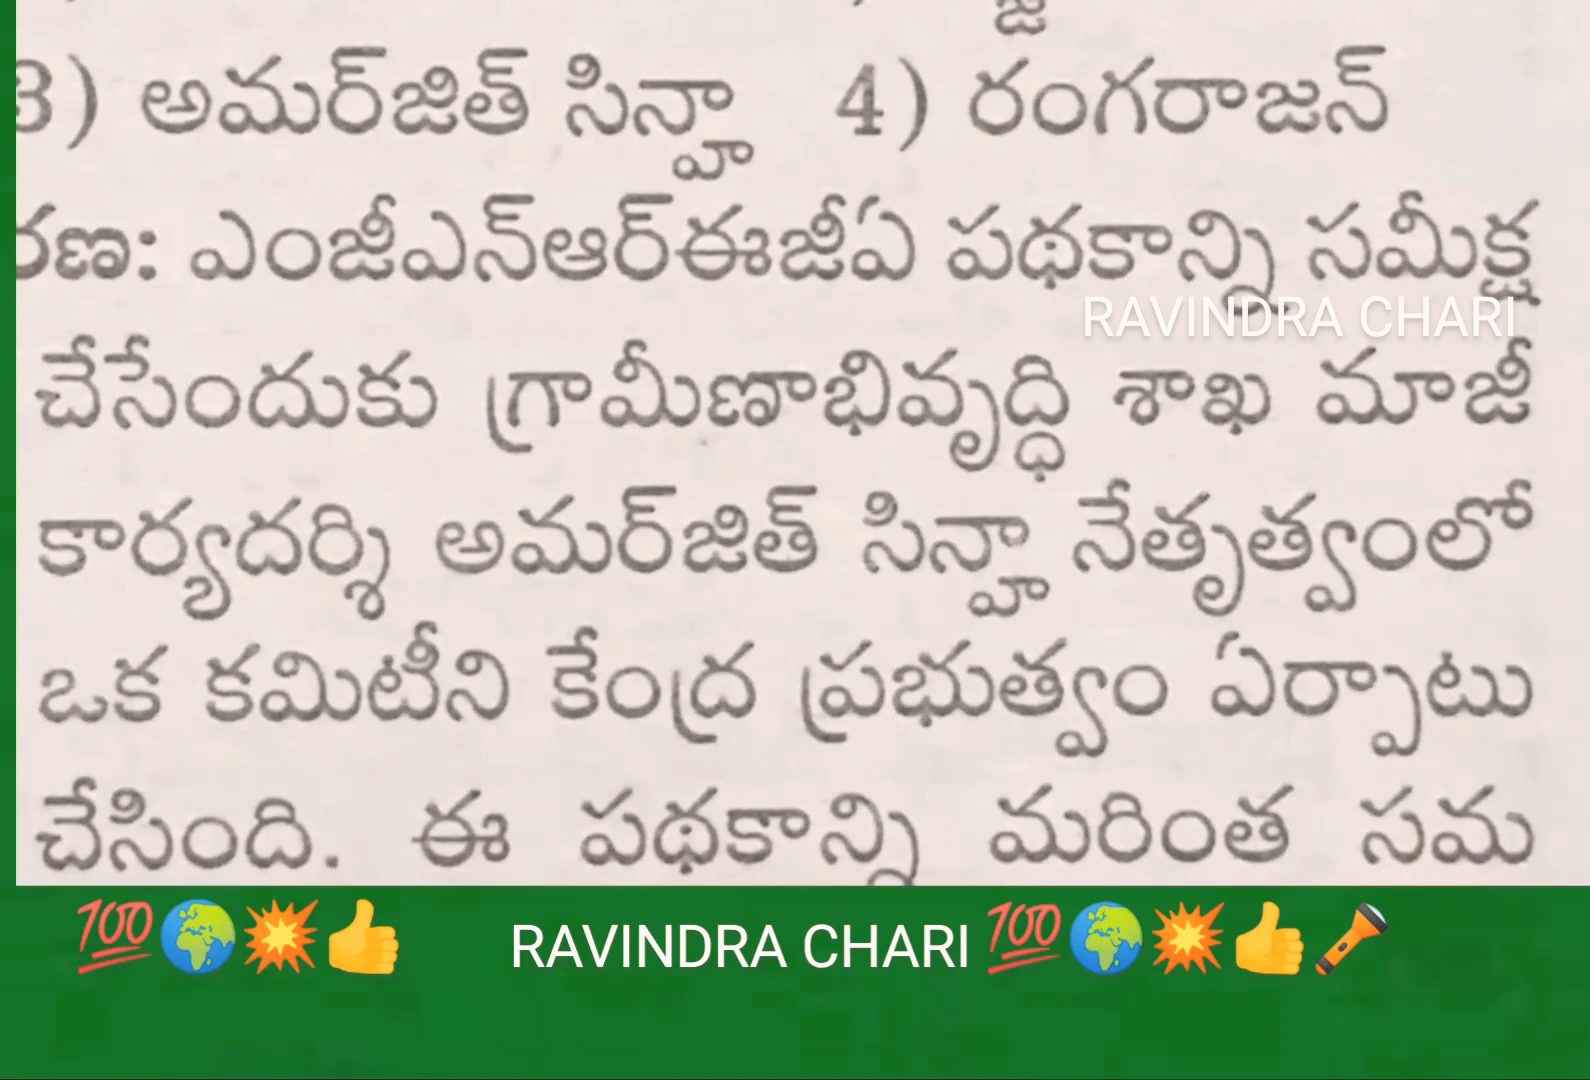 3) అమర్‌జిత్ సిన్హా 4) రంగరాజన్
రణ: ఎంజీఎన్ఆర్ఈజీఏ పథకాన్ని సమీక్ష
RAVINDRA CHARI
చేసేందుకు గ్రామీణాభివృద్ధి శాఖ మాజీ
కార్యదర్శి అమర్‌జిత్ సిన్హా నేతృత్వంలో
ఒక కమిటీని కేంద్ర ప్రభుత్వం ఏర్పాటు
చేసింది. ఈ పథకాన్ని మరింత సమ
💯🌍💥👍 RAVINDRA CHARI 💯🌍💥👍🔦